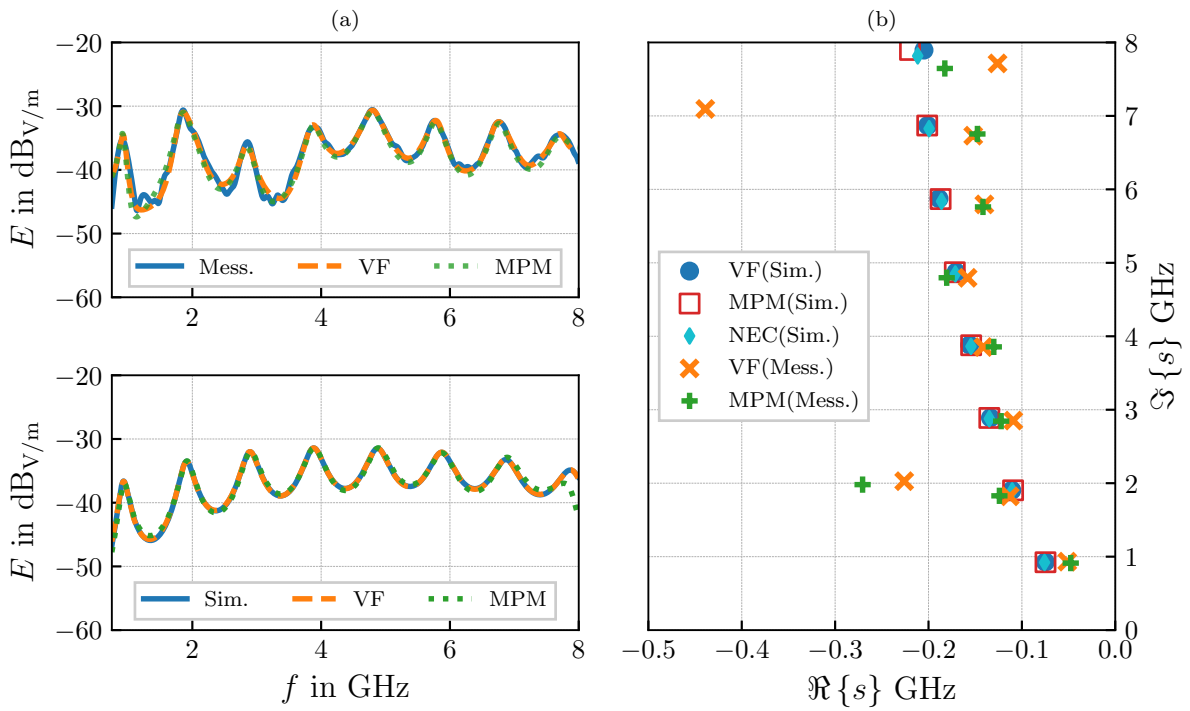 (a)
−20
−30
−40
−50
−60
E in dBV/m
Mess. VF MPM
2 4 6 8
−20
−30
−40
−50
−60
E in dBV/m
Sim. VF MPM
2 4 6 8
f in GHz
(b)
VF(Sim.)
MPM(Sim.)
NEC(Sim.)
VF(Mess.)
MPM(Mess.)
8
7
6
5
4
3
2
1
0
ℑ {s} GHz
−0.5 −0.4 −0.3 −0.2 −0.1 0.0
ℜ {s} GHz